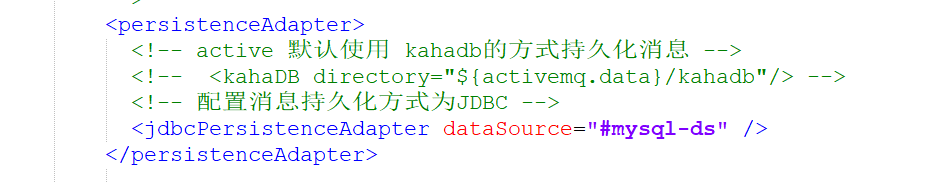 <persistenceAdapter>
<!-- active 默认使用 kahadb的方式持久化消息 -->
<!--  <kahaDB directory="${activemq.data}/kahadb"/> -->
<!-- 配置消息持久化方式为JDBC -->
<jdbcPersistenceAdapter dataSource="#mysql-ds" />
</persistenceAdapter>